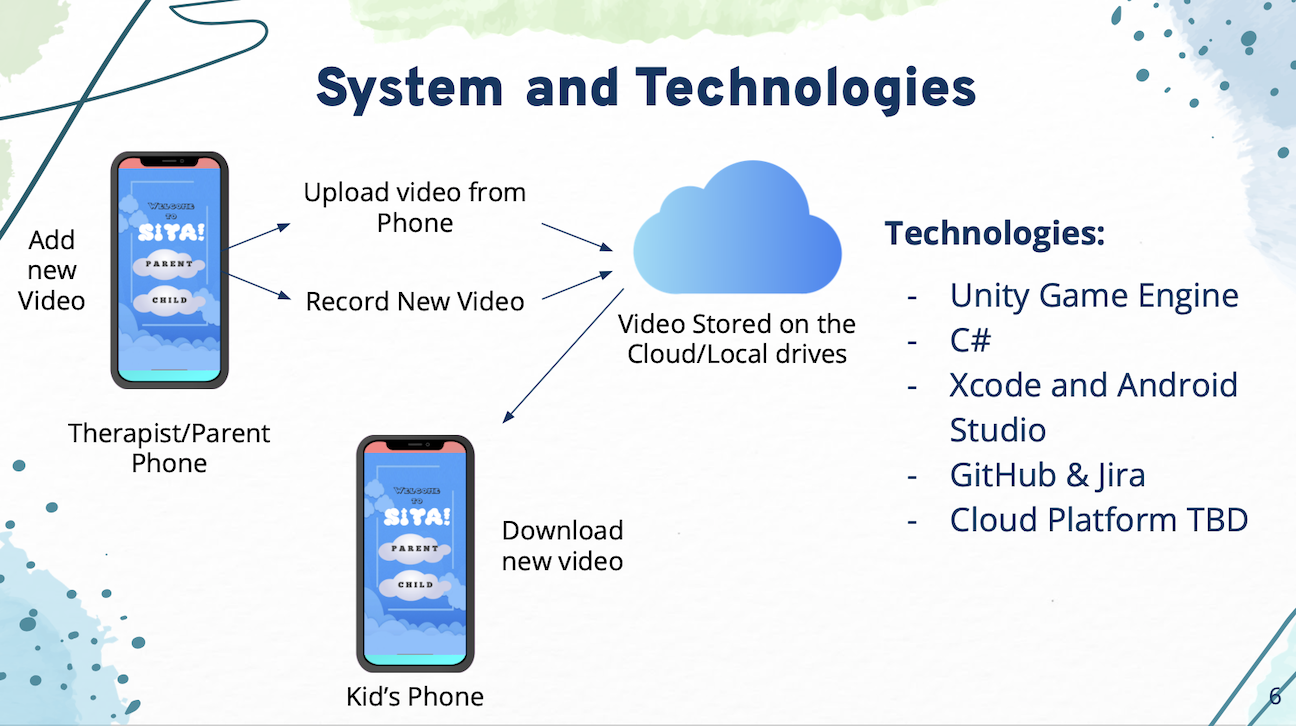 System and Technologies
Add
new
Video
WELCOME
TO
SiTA!
PARENT
CHILD
Therapist/Parent
Phone
Upload video from
Phone
Record New Video
Video Stored on the
Cloud/Local drives
WELCOME
TO
SiTA!
PARENT
CHILD
Download
new video
Kid’s Phone
Technologies:
- Unity Game Engine
- C#
- Xcode and Android
Studio
- GitHub & Jira
- Cloud Platform TBD
6